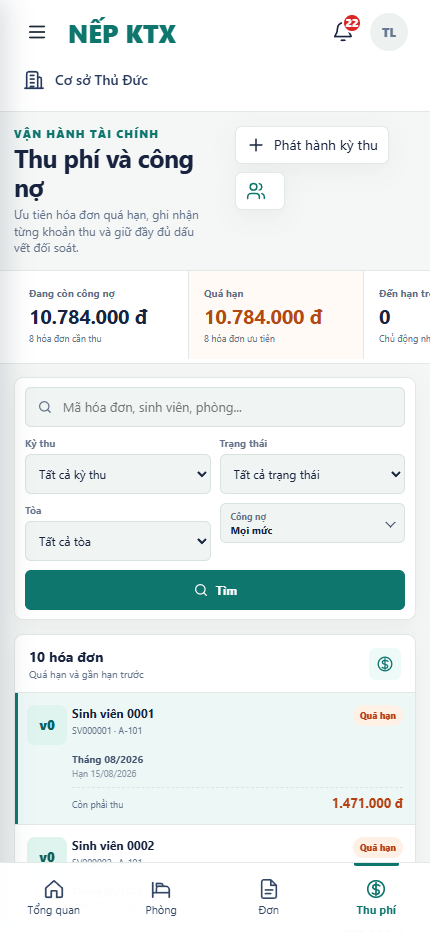 NẾP KTX
22
TL
Cơ sở Thủ Đức
VẬN HÀNH TÀI CHÍNH
Thu phí và công
nợ
Ưu tiên hóa đơn quá hạn, ghi nhận
từng khoản thu và giữ đầy đủ dấu
vết đối soát.
Phát hành kỳ thu
Đang còn công nợ
10.784.000 đ
8 hóa đơn cần thu
Quá hạn
10.784.000 đ
8 hóa đơn ưu tiên
Đến hạn tr
0
Chủ động nh
Mã hóa đơn, sinh viên, phòng...
Kỳ thu
Trạng thái
Tất cả kỳ thu
Tất cả trạng thái
Tòa
Tất cả tòa
Công nợ
Mọi mức
Tìm
10 hóa đơn
Quá hạn và gần hạn trước
v0
Sinh viên 0001
Quá hạn
SV000001 · A-101
Tháng 08/2026
Hạn 15/08/2026
Còn phải thu
1.471.000 đ
v0
Sinh viên 0002
Quá hạn
Tổng quan
Phòng
Đơn
Thu phí